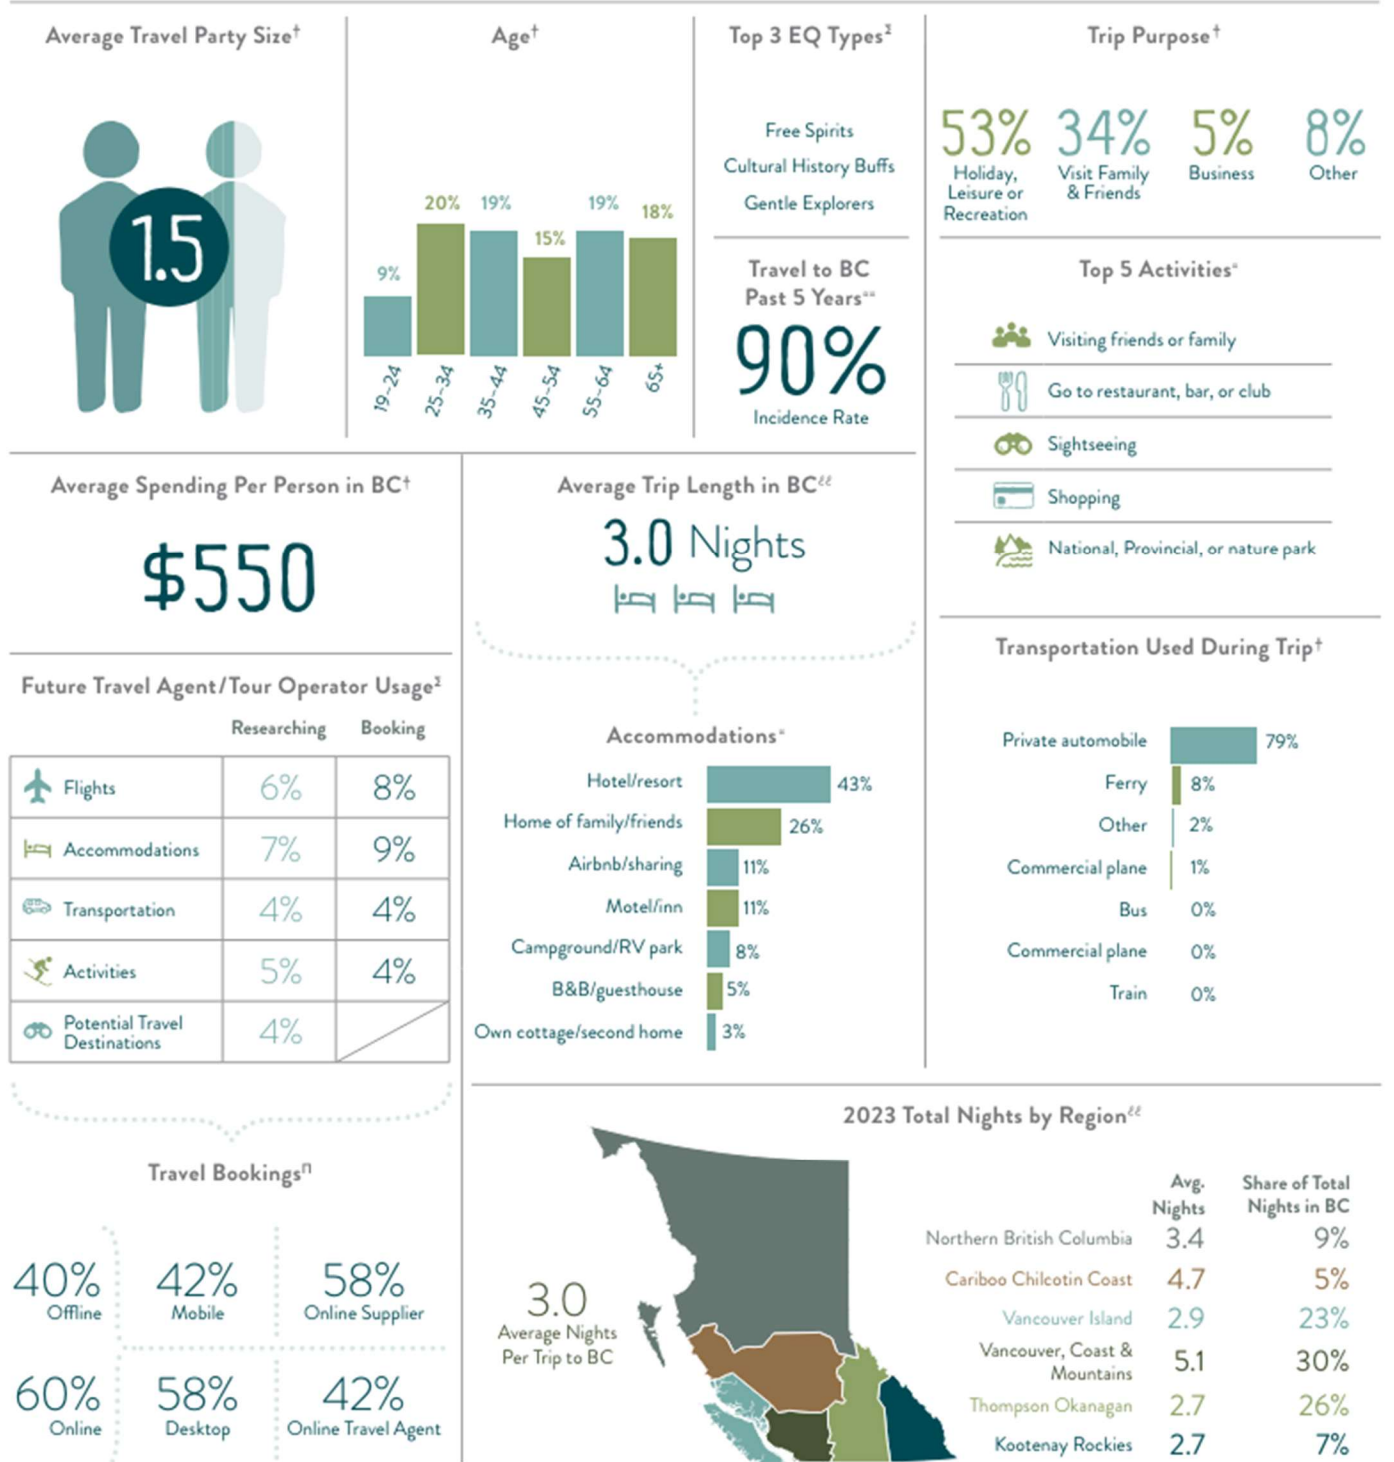 Average Travel Party Size†
1.5
Age†
9%
20%
19%
15%
19%
18%
19–24
25–34
35–44
45–54
55–64
65+
Top 3 EQ Types
Free Spirits
Cultural History Buffs
Gentle Explorers
Travel to BC
Past 5 Years
90%
Incidence Rate
Trip Purpose†
53%
Holiday,
Leisure or
Recreation
34%
Visit Family
& Friends
5%
Business
8%
Other
Top 5 Activities
Visiting friends or family
Go to restaurant, bar, or club
Sightseeing
Shopping
National, Provincial, or nature park
Average Spending Per Person in BC†
$550
Average Trip Length in BC
3.0 Nights
Future Travel Agent/Tour Operator Usage
Researching Booking
Flights 6% 8%
Accommodations 7% 9%
Transportation 4% 4%
Activities 5% 4%
Potential Travel
Destinations
4%
Accommodations
Hotel/resort 43%
Home of family/friends 26%
Airbnb/sharing 11%
Motel/inn 11%
Campground/RV park 8%
B&B/guesthouse 5%
Own cottage/second home 3%
Transportation Used During Trip†
Private automobile 79%
Ferry 8%
Other 2%
Commercial plane 1%
Bus 0%
Commercial plane 0%
Train 0%
Travel Bookings
40%
Offline
42%
Mobile
58%
Online Supplier
60%
Online
58%
Desktop
42%
Online Travel Agent
2023 Total Nights by Region
3.0
Average Nights
Per Trip to BC
Avg.
Nights
Share of Total
Nights in BC
Northern British Columbia 3.4 9%
Cariboo Chilcotin Coast 4.7 5%
Vancouver Island 2.9 23%
Vancouver, Coast &
Mountains
5.1 30%
Thompson Okanagan 2.7 26%
Kootenay Rockies 2.7 7%